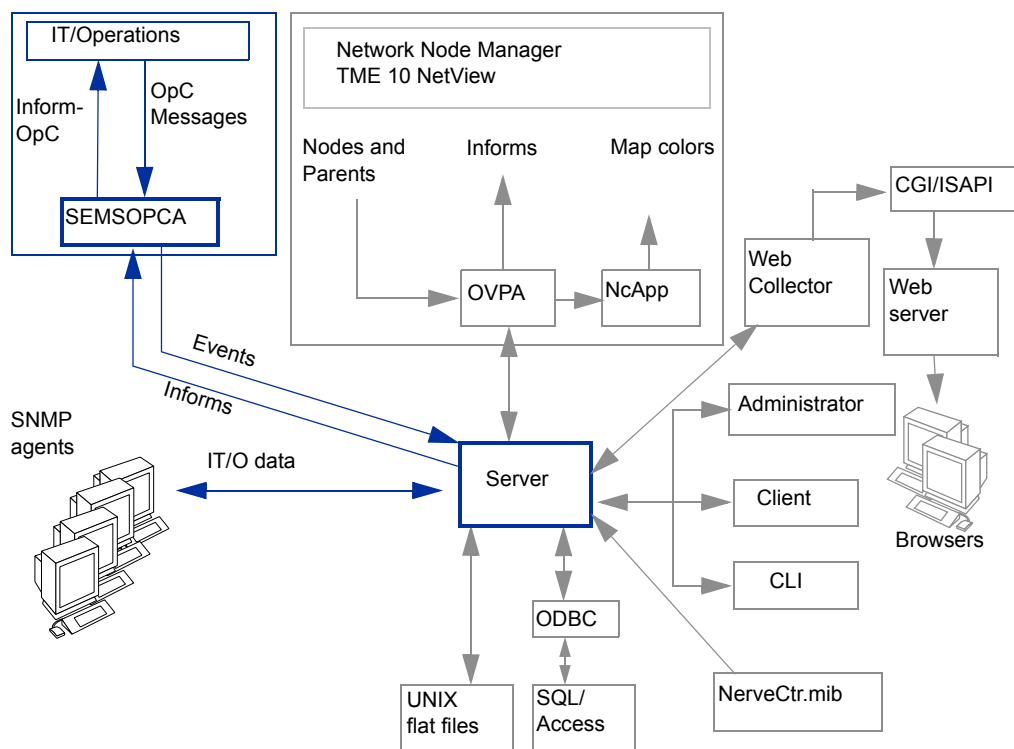 IT/Operations
Inform-
OpC
OpC
Messages
SEMSOPCA
Network Node Manager
TME 10 NetView
Nodes and
Parents
Informs
Map colors
OVPA
NcApp
CGI/ISAPI
Web
Collector
Web
server
Events
Informs
SNMP
agents
IT/O data
Server
Administrator
Client
CLI
Browsers
ODBC
UNIX
flat files
SQL/
Access
NerveCtr.mib